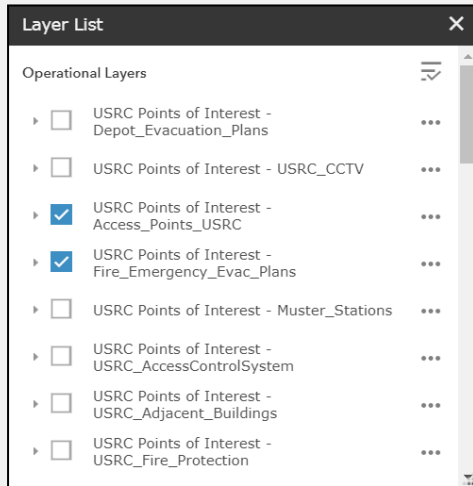 Layer List
Operational Layers
USRC Points of Interest -
Depot_Evacuation_Plans
USRC Points of Interest - USRC_CCTV
USRC Points of Interest -
Access_Points_USRC
USRC Points of Interest -
Fire_Emergency_Evac_Plans
USRC Points of Interest - Muster_Stations
USRC Points of Interest -
USRC_AccessControlSystem
USRC Points of Interest -
USRC_Adjacent_Buildings
USRC Points of Interest -
USRC_Fire_Protection